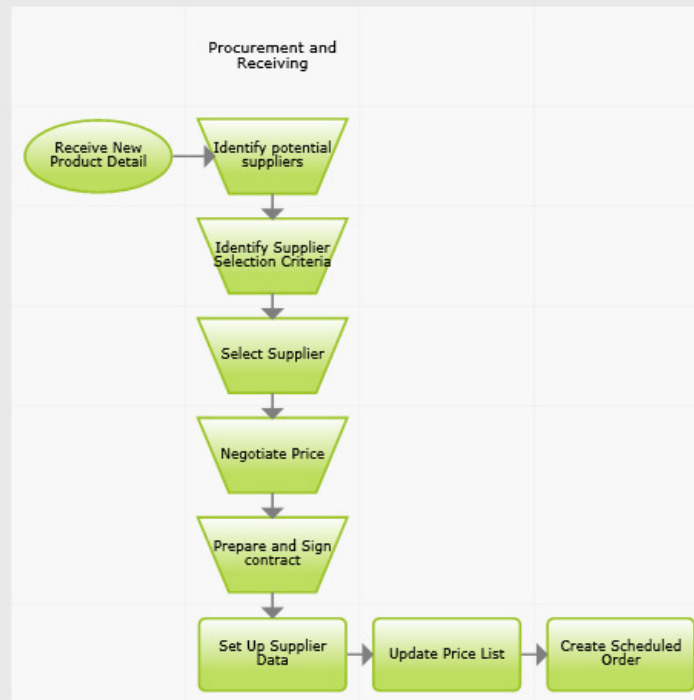 Procurement and
Receiving
Receive New
Product Detail
Identify potential
suppliers
Identify Supplier
Selection Criteria
Select Supplier
Negotiate Price
Prepare and Sign
contract
Set Up Supplier
Data
Update Price List
Create Scheduled
Order